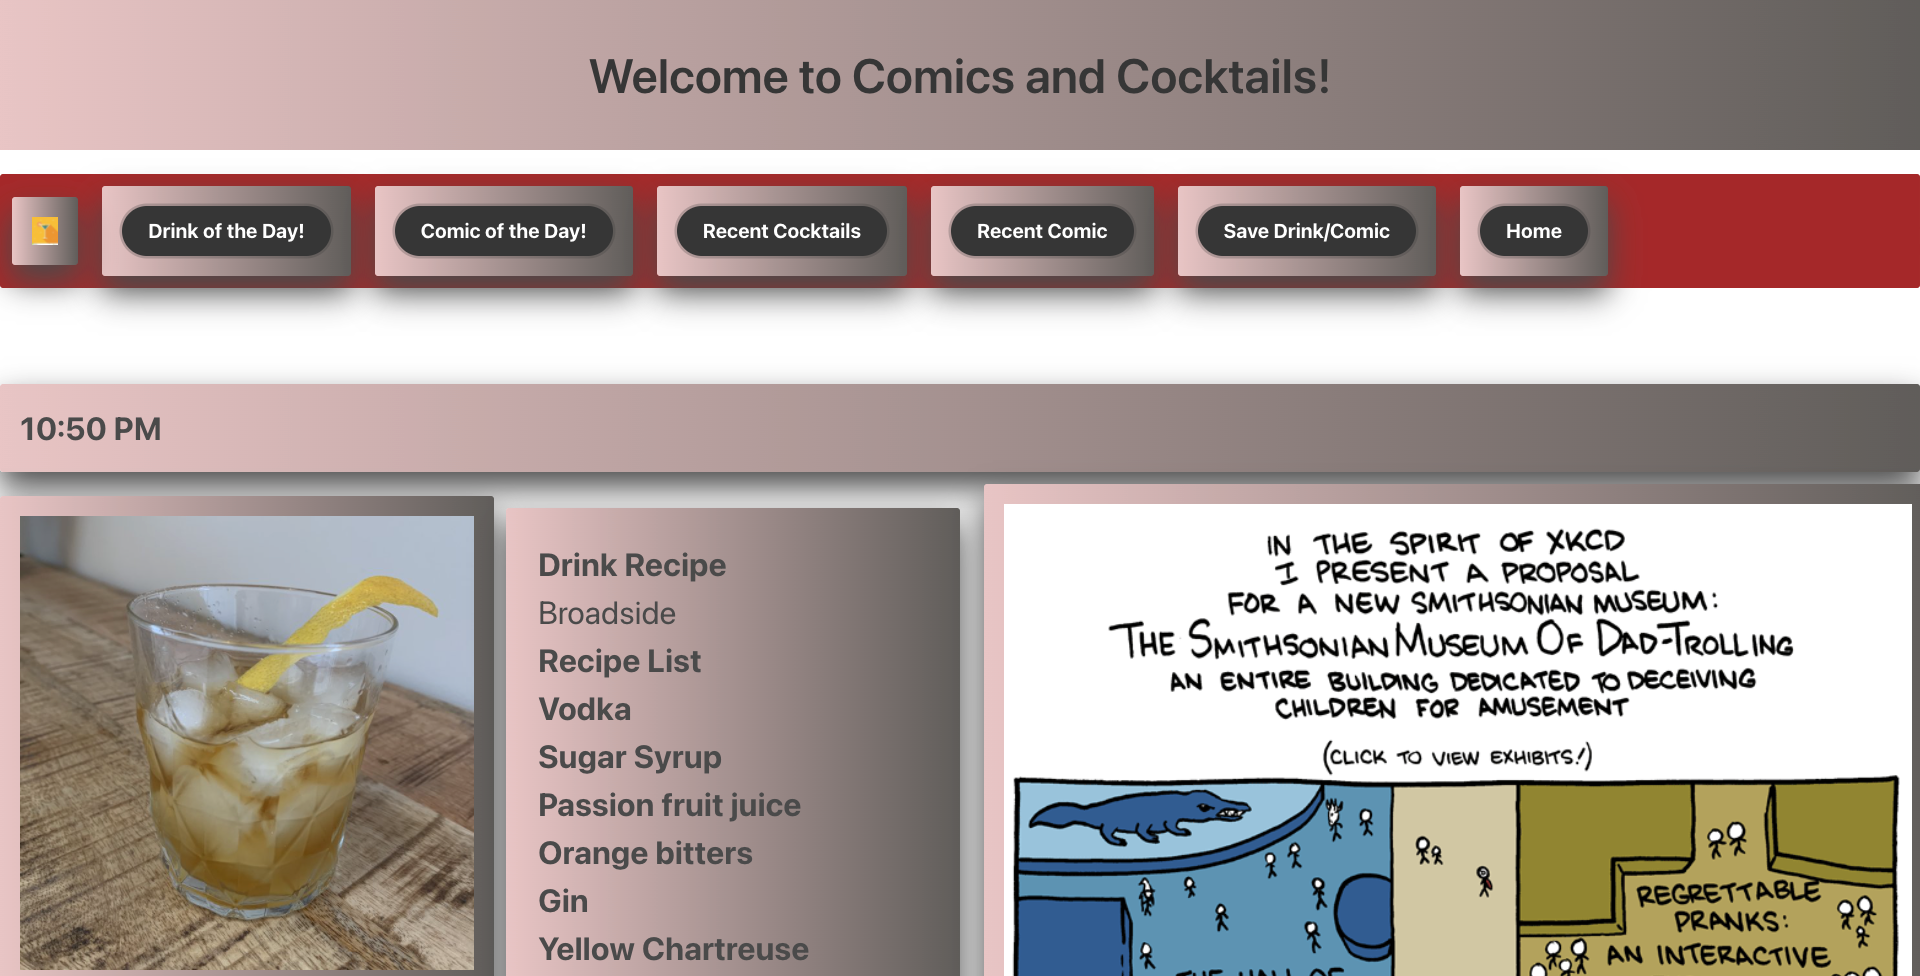 Welcome to Comics and Cocktails!
Drink of the Day!
Comic of the Day!
Recent Cocktails
Recent Comic
Save Drink/Comic
Home
10:50 PM
Drink Recipe
Broadside
Recipe List
Vodka
Sugar Syrup
Passion fruit juice
Orange bitters
Gin
Yellow Chartreuse
IN THE SPIRIT OF XKCD
I PRESENT A PROPOSAL
FOR A NEW SMITHSONIAN MUSEUM:
THE SMITHSONIAN MUSEUM OF DAD-TROLLING
AN ENTIRE BUILDING DEDICATED TO DECEIVING
CHILDREN FOR AMUSEMENT
(CLICK TO VIEW EXHIBITS!)
REGRETTABLE
PRANKS:
AN INTERACTIVE
THE HALL OF